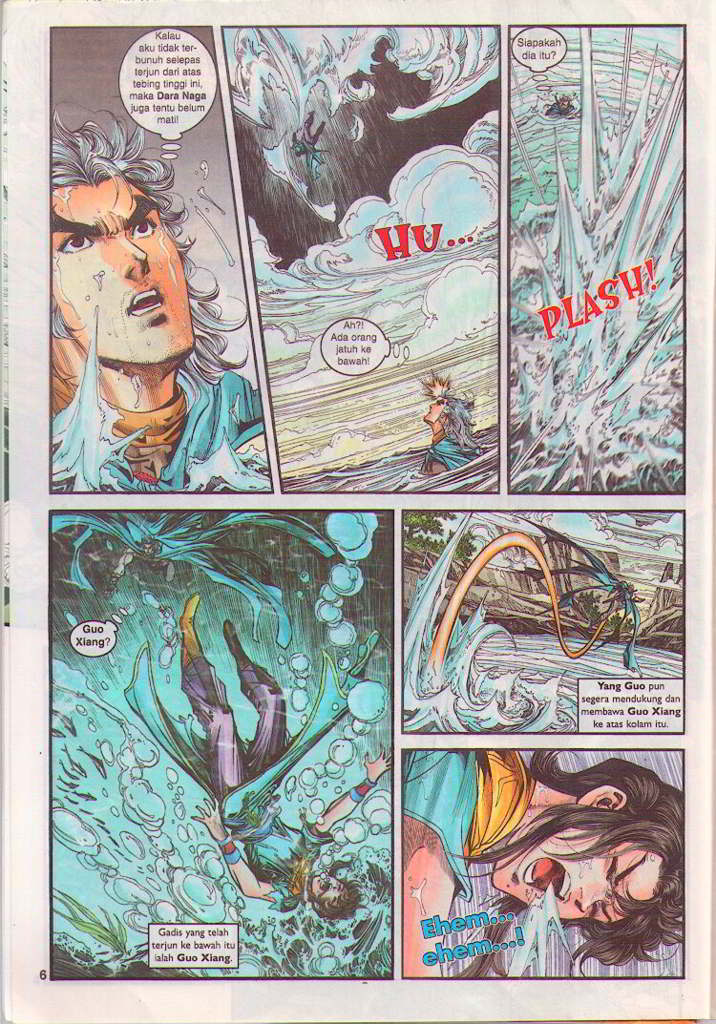 Kalau
aku tidak ter-
bunuh selepas
terjun dari atas
tebing tinggi ini,
maka Dara Naga
juga tentu belum
mati!
HU...
Ah?!
Ada orang
jatuh ke
bawah!
Siapakah
dia itu?
PLASH!
Guo
Xiang?
Gadis yang telah
terjun ke bawah itu
ialah Guo Xiang.
Yang Guo pun
segera mendukung dan
membawa Guo Xiang
ke atas kolam itu.
Ehem...
ehem...!
6